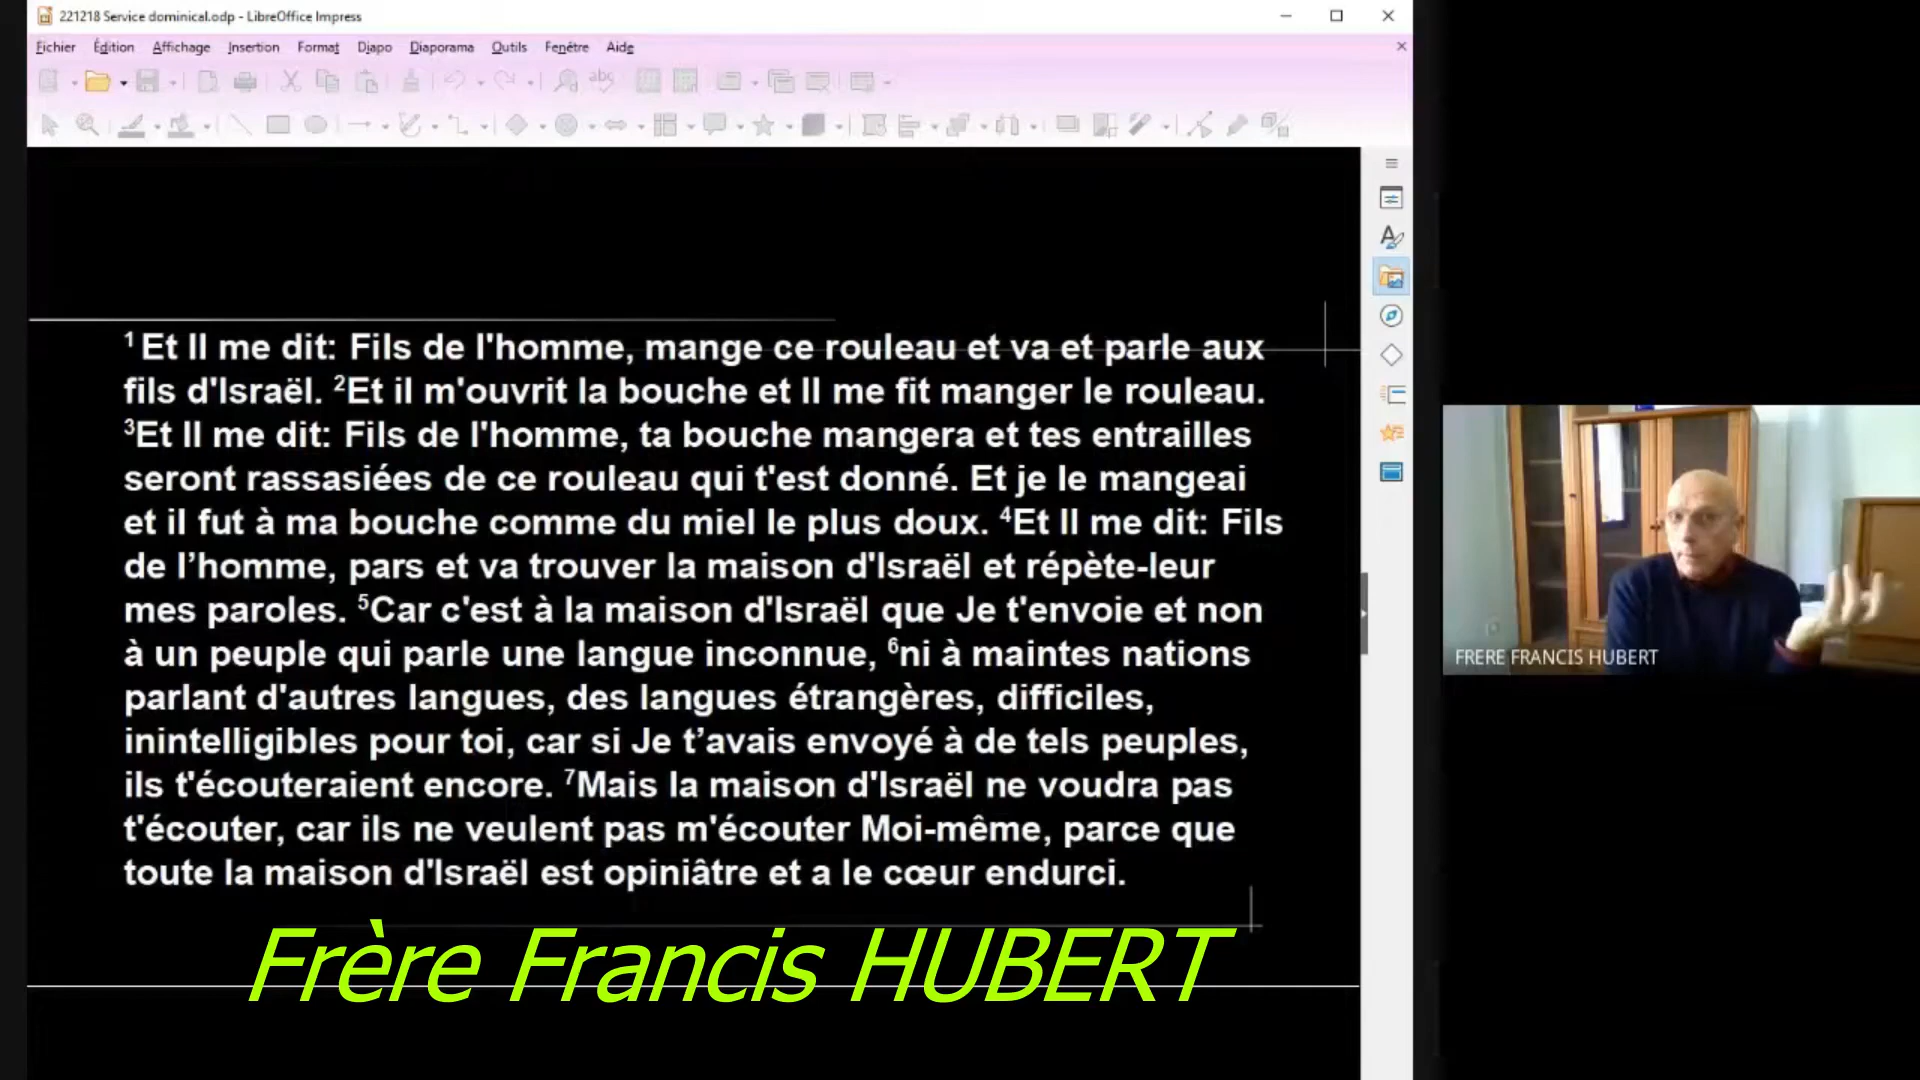 221218 Service dominical.odp - LibreOffice Impress
Fichier Édition Affichage Insertion Format Diapo Diaporama Outils Fenêtre Aide
abc
1 Et Il me dit: Fils de l'homme, mange ce rouleau et va et parle aux
fils d'Israël. 2Et il m'ouvrit la bouche et Il me fit manger le rouleau.
3Et Il me dit: Fils de l'homme, ta bouche mangera et tes entrailles
seront rassasiées de ce rouleau qui t'est donné. Et je le mangeai
et il fut à ma bouche comme du miel le plus doux. 4Et Il me dit: Fils
de l’homme, pars et va trouver la maison d'Israël et répète-leur
mes paroles. 5Car c'est à la maison d'Israël que Je t'envoie et non
à un peuple qui parle une langue inconnue, 6ni à maintes nations
parlant d'autres langues, des langues étrangères, difficiles,
inintelligibles pour toi, car si Je t’avais envoyé à de tels peuples,
ils t'écouteraient encore. 7Mais la maison d'Israël ne voudra pas
t'écouter, car ils ne veulent pas m'écouter Moi-même, parce que
toute la maison d'Israël est opiniâtre et a le cœur endurci.
Frère Francis HUBERT
FRERE FRANCIS HUBERT